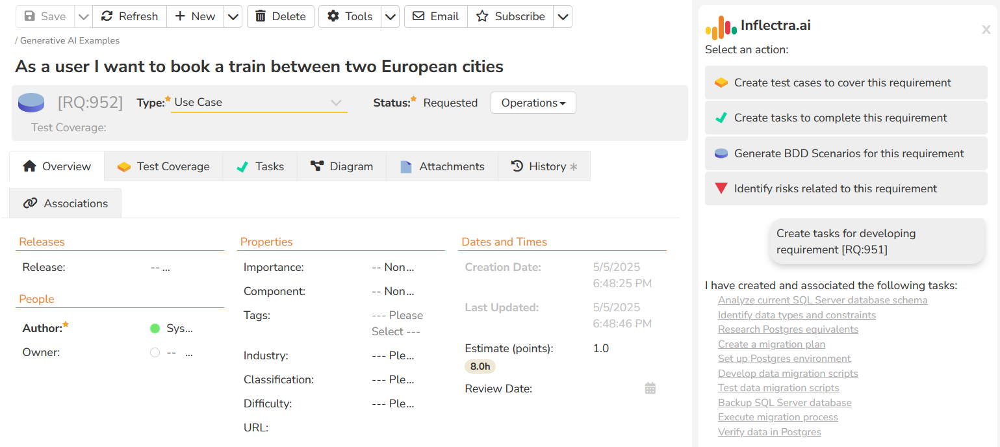 Save Refresh New Delete Tools Email Subscribe
/ Generative AI Examples
As a user I want to book a train between two European cities
[RQ:952] Type: Use Case Status: Requested Operations
Test Coverage:
Overview Test Coverage Tasks Diagram Attachments History
Associations
Releases
Release: -- ...
People
Author: Sys...
Owner: -- ...
Properties
Importance: -- Non...
Component: -- Non...
Tags: --- Please
Select ---
Industry: --- Ple...
Classification: --- Ple...
Difficulty: --- Ple...
URL:
Dates and Times
Creation Date: 5/5/2025
6:48:25 PM
Last Updated: 5/5/2025
6:48:46 PM
Estimate (points): 1.0
8.0h
Review Date:
Inflectra.ai x
Select an action:
Create test cases to cover this requirement
Create tasks to complete this requirement
Generate BDD Scenarios for this requirement
Identify risks related to this requirement
Create tasks for developing
requirement [RQ:951]
I have created and associated the following tasks:
Analyze current SQL Server database schema
Identify data types and constraints
Research Postgres equivalents
Create a migration plan
Set up Postgres environment
Develop data migration scripts
Test data migration scripts
Backup SQL Server database
Execute migration process
Verify data in Postgres